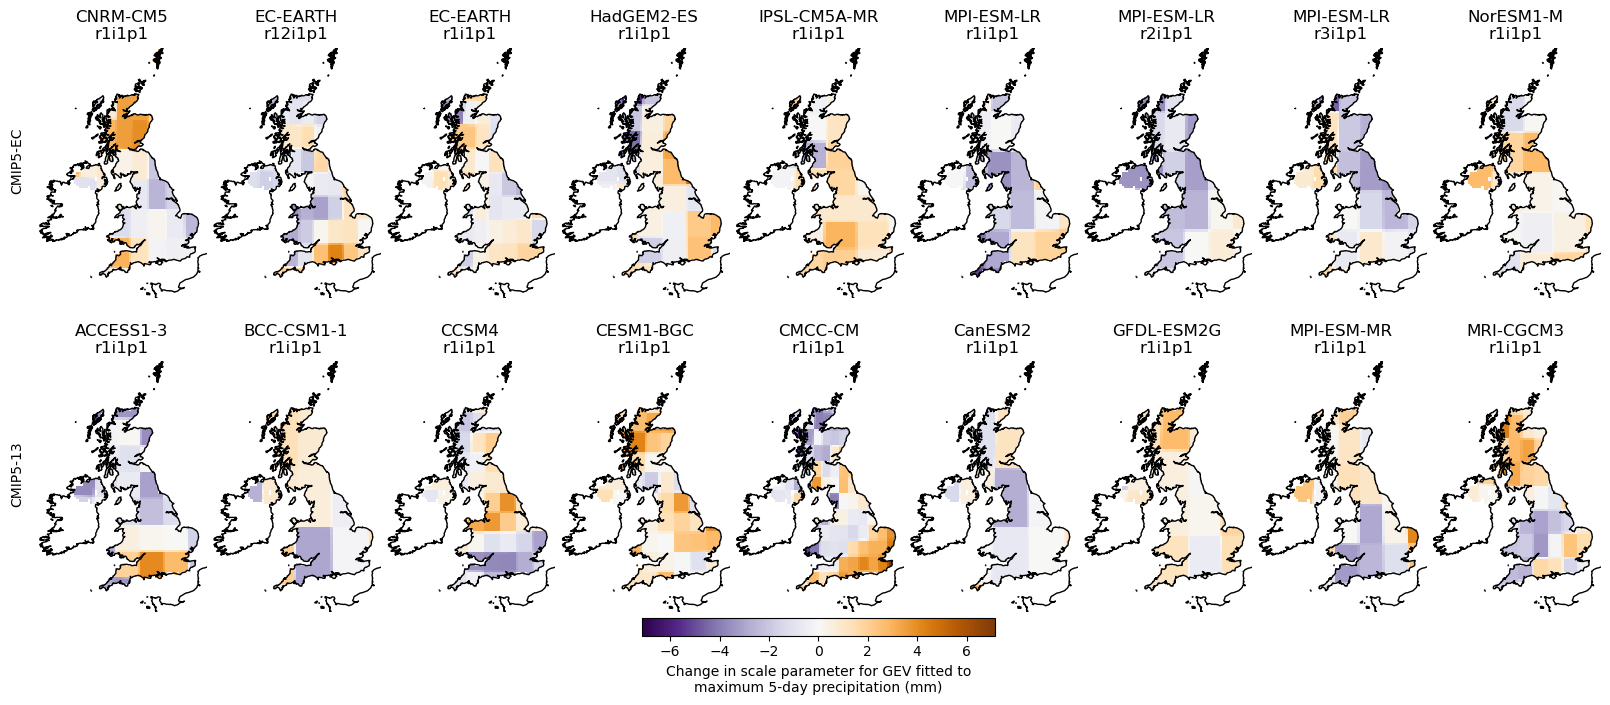 CNRM-CM5
r1i1p1
EC-EARTH
r12i1p1
EC-EARTH
r1i1p1
HadGEM2-ES
r1i1p1
IPSL-CM5A-MR
r1i1p1
MPI-ESM-LR
r1i1p1
MPI-ESM-LR
r2i1p1
MPI-ESM-LR
r3i1p1
NorESM1-M
r1i1p1
CMIP5-EC
ACCESS1-3
r1i1p1
BCC-CSM1-1
r1i1p1
CCSM4
r1i1p1
CESM1-BGC
r1i1p1
CMCC-CM
r1i1p1
CanESM2
r1i1p1
GFDL-ESM2G
r1i1p1
MPI-ESM-MR
r1i1p1
MRI-CGCM3
r1i1p1
CMIP5-13
−6 −4 −2 0 2 4 6
Change in scale parameter for GEV fitted to
maximum 5-day precipitation (mm)